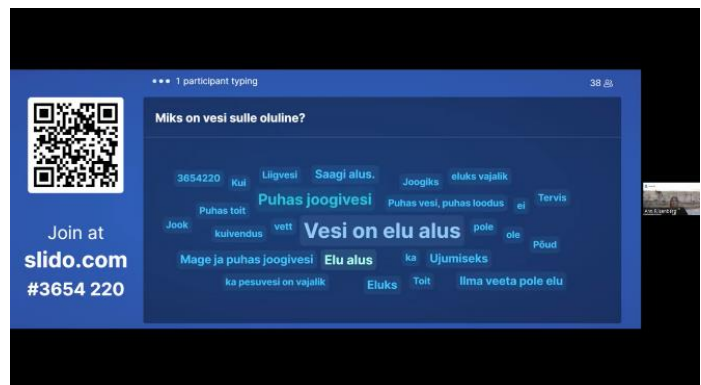 1 participant typing
38
Miks on vesi sulle oluline?
Join at
slido.com
#3654 220
3654220
Kui
Liigvesi
Saagi alus.
Joogiks
eluks vajalik
Puhas toit
Puhas joogivesi
Puhas vesi, puhas loodus
ei
Tervis
Jook
kuivendus
vett
Vesi on elu alus
pole
ole
Põud
Mage ja puhas joogivesi
Elu alus
ka
Ujumiseks
ka pesuvesi on vajalik
Eluks
Toit
Ilma veeta pole elu